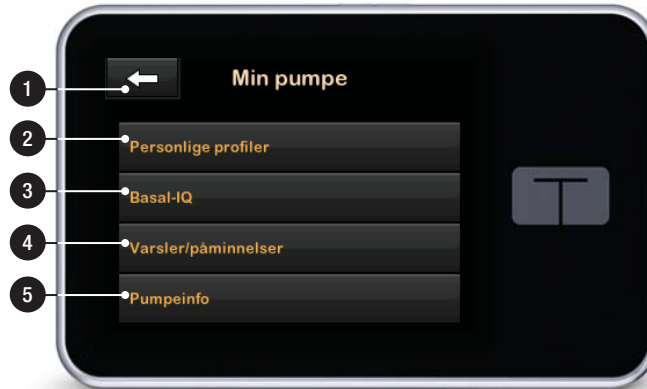 Min pumpe
1
2
Personlige profiler
3
Basal-IQ
4
Varsler/påminnelser
5
Pumpeinfo